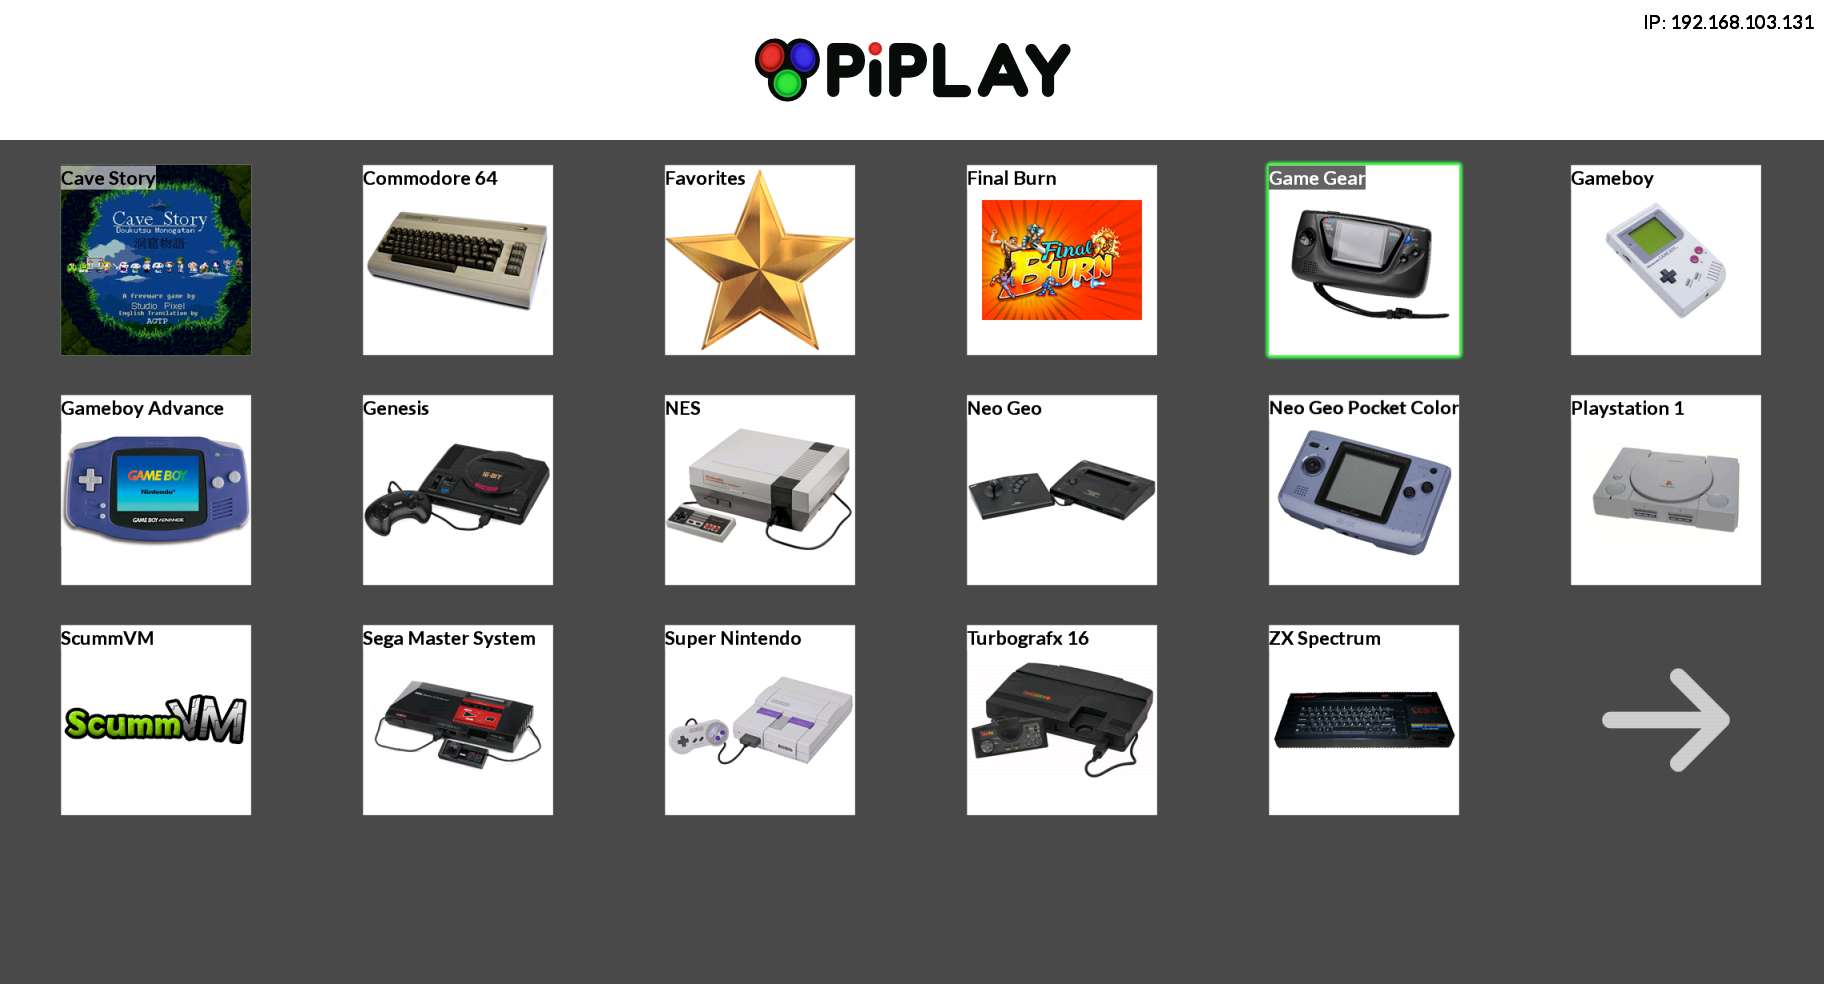 IP: 192.168.103.131
PiPLAY
Cave Story
Commodore 64
Favorites
Final Burn
Game Gear
Gameboy
Cave Story
Doukutsu Monogatari
洞窟物語
A freeware game by
Studio Pixel
English Translation by
AGTP
Final
BURN
Gameboy Advance
Genesis
NES
Neo Geo
Neo Geo Pocket Color
Playstation 1
GAME BOY
Nintendo
GAME BOY ADVANCE
16-BIT
ScummVM
Sega Master System
Super Nintendo
Turbografx 16
ZX Spectrum
ScummVM